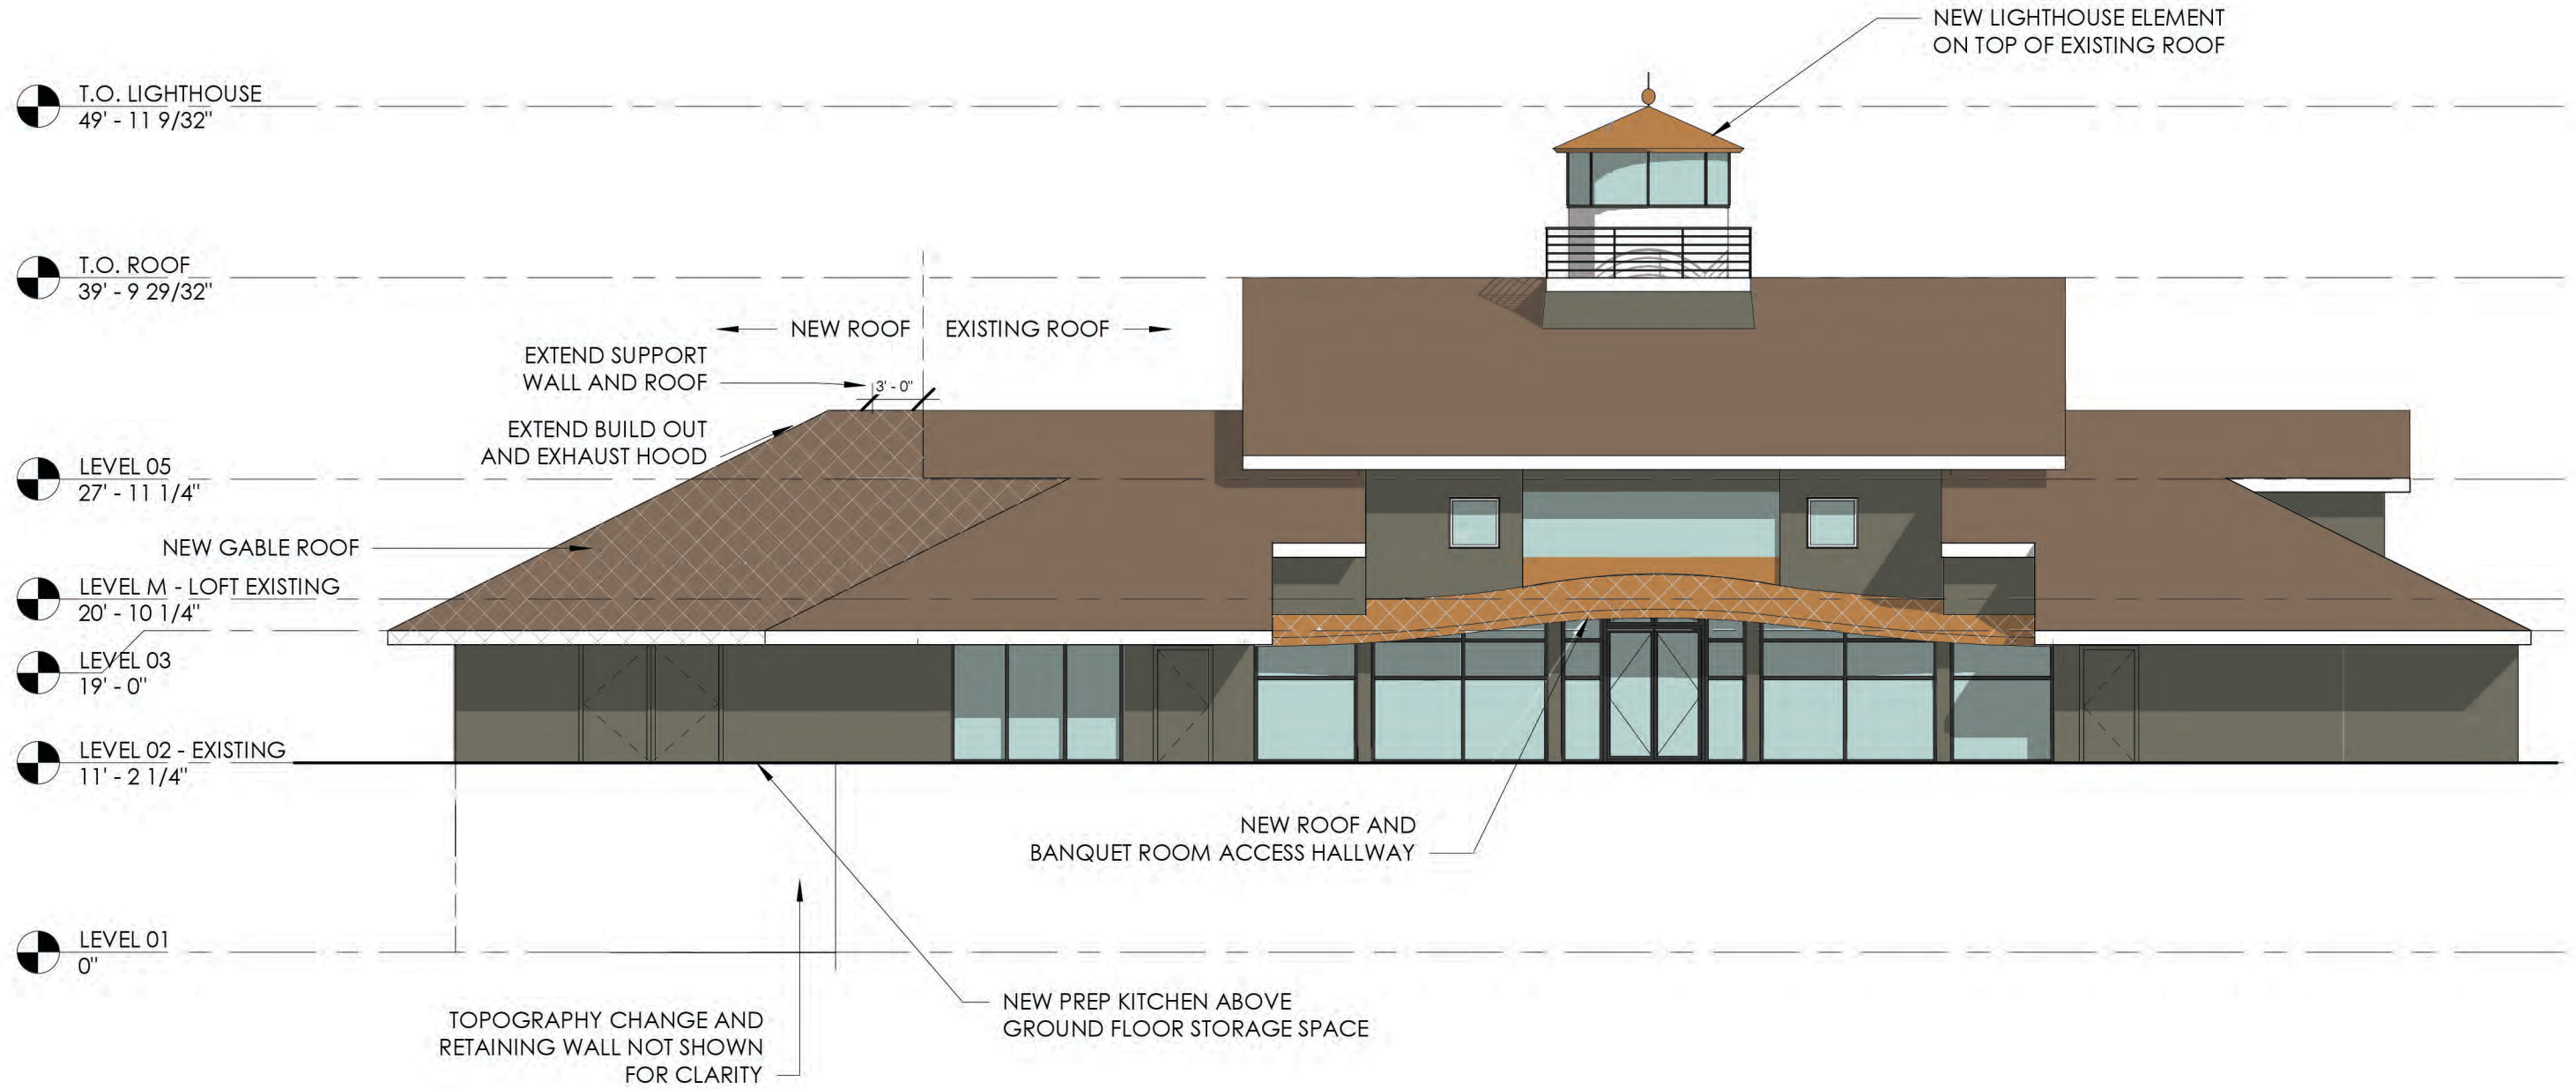 NEW LIGHTHOUSE ELEMENT
ON TOP OF EXISTING ROOF
T.O. LIGHTHOUSE
49' - 11 9/32"
T.O. ROOF
39' - 9 29/32"
NEW ROOF
EXISTING ROOF
EXTEND SUPPORT
WALL AND ROOF
3' - 0"
EXTEND BUILD OUT
AND EXHAUST HOOD
LEVEL 05
27' - 11 1/4"
NEW GABLE ROOF
LEVEL M - LOFT EXISTING
20' - 10 1/4"
LEVEL 03
19' - 0"
LEVEL 02 - EXISTING
11' - 2 1/4"
NEW ROOF AND
BANQUET ROOM ACCESS HALLWAY
LEVEL 01
0"
NEW PREP KITCHEN ABOVE
GROUND FLOOR STORAGE SPACE
TOPOGRAPHY CHANGE AND
RETAINING WALL NOT SHOWN
FOR CLARITY